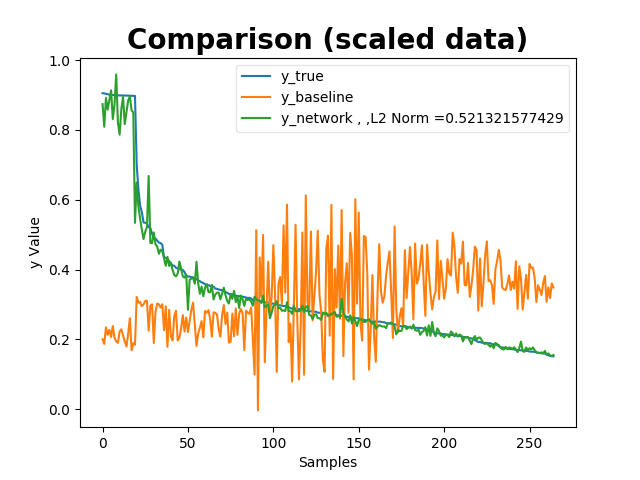 Comparison (scaled data)
y_true
y_baseline
y_network , ,L2 Norm =0.521321577429
1.0
0.8
0.6
0.4
0.2
0.0
y Value
0 50 100 150 200 250
Samples